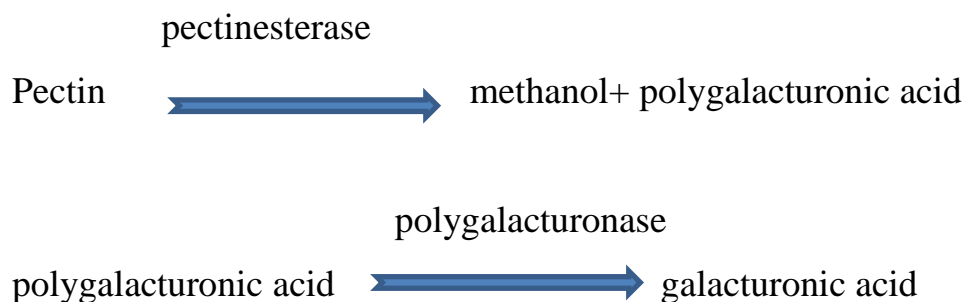 pectinesterase
Pectin methanol+ polygalacturonic acid
polygalacturonase
polygalacturonic acid galacturonic acid